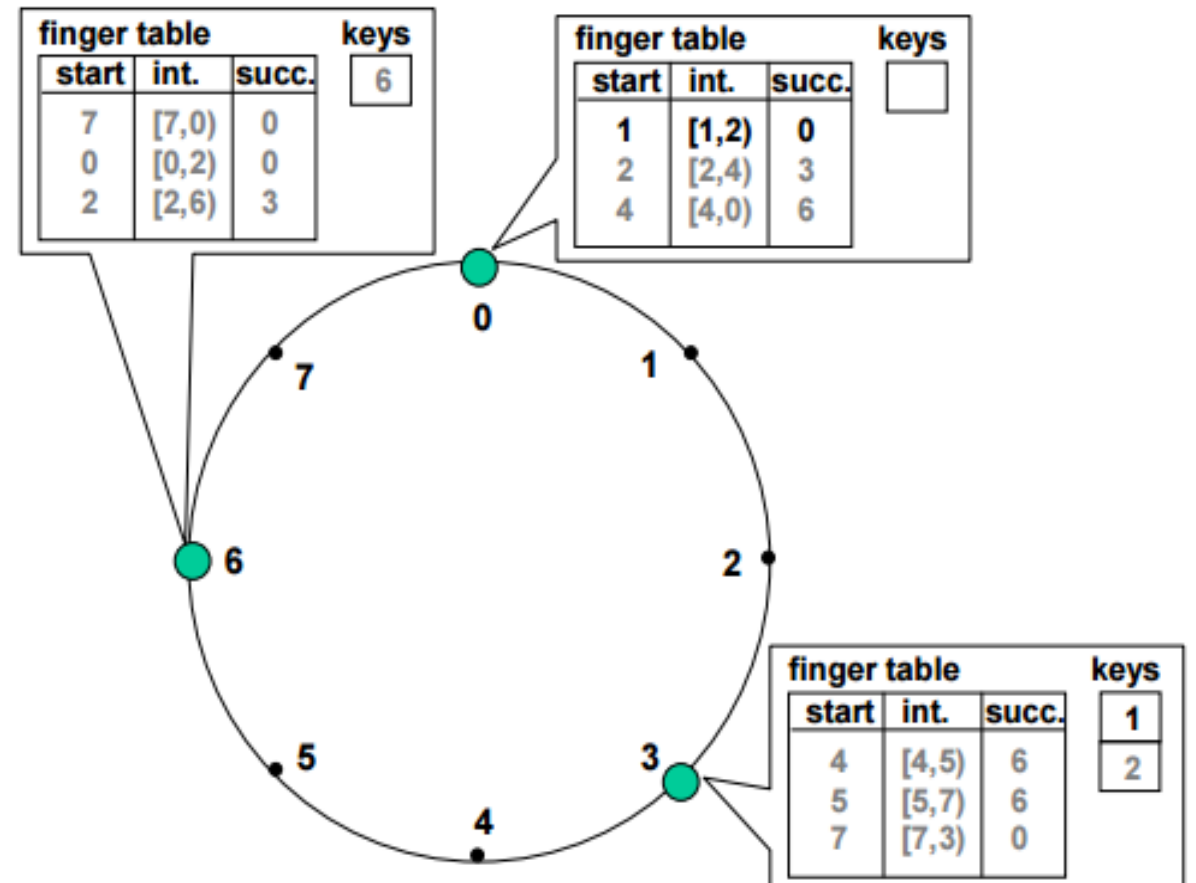 finger table keys
start int. succ.
6
7 [7,0) 0
0 [0,2) 0
2 [2,6) 3
finger table keys
start int. succ.
1 [1,2) 0
2 [2,4) 3
4 [4,0) 6
0
7
1
6
2
5
3
4
finger table keys
start int. succ. 1
4 [4,5) 6 2
5 [5,7) 6
7 [7,3) 0